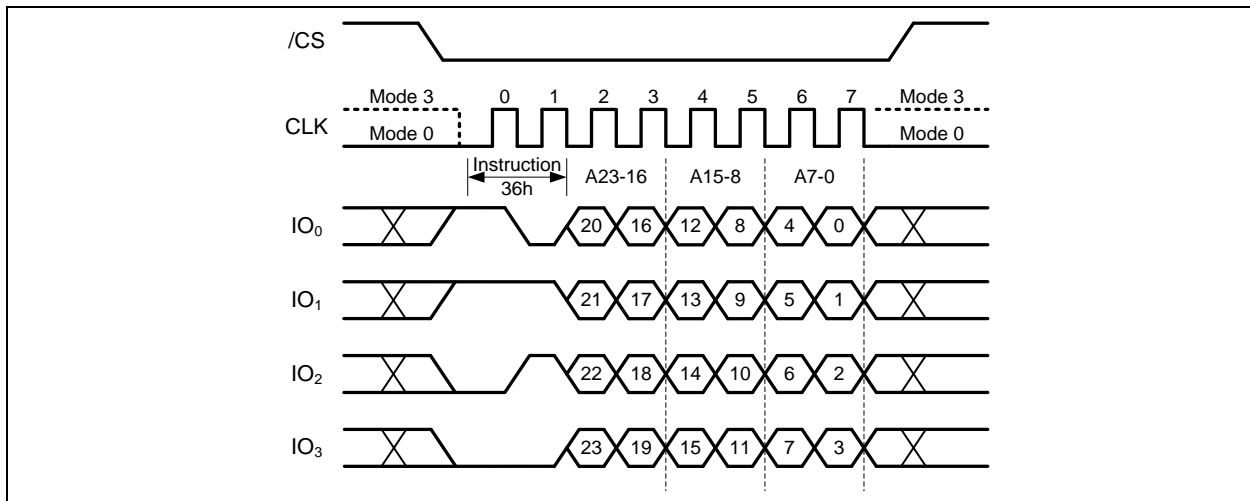 /CS
Mode 3 0 1 2 3 4 5 6 7 Mode 3
CLK
Mode 0 Mode 0
Instruction
36h A23-16 A15-8 A7-0
IO0 20 16 12 8 4 0
IO1 21 17 13 9 5 1
IO2 22 18 14 10 6 2
IO3 23 19 15 11 7 3